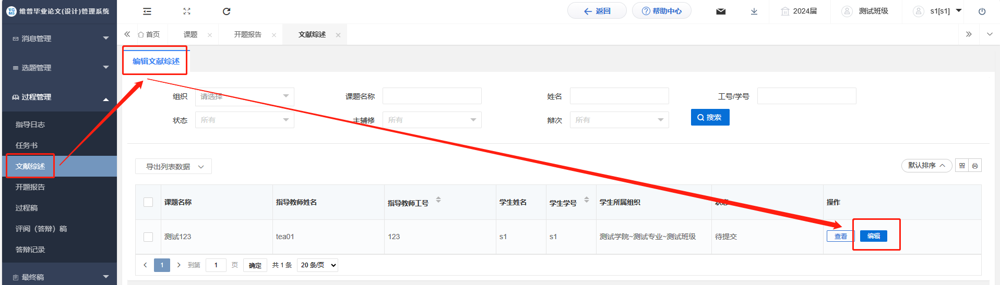 VGMS 维普毕业论文(设计)管理系统
返回 帮助中心 2024届 测试班级 s1[s1]
消息管理
选题管理
过程管理
指导日志
任务书
文献综述
开题报告
过程稿
评阅（答辩）稿
答辩记录
最终稿
首页 课题 开题报告 文献综述
编辑文献综述
组织 请选择 课题名称 姓名 工号/学号
状态 所有 主辅修 所有 辩次 所有 搜索
导出列表数据 默认排序
课题名称 指导教师姓名 指导教师工号 学生姓名 学生学号 学生所属组织 状态 操作
测试123 tea01 123 s1 s1 测试学院~测试专业~测试班级 待提交 查看 编辑
1 到第 1 页 确定 共 1 条 20 条/页